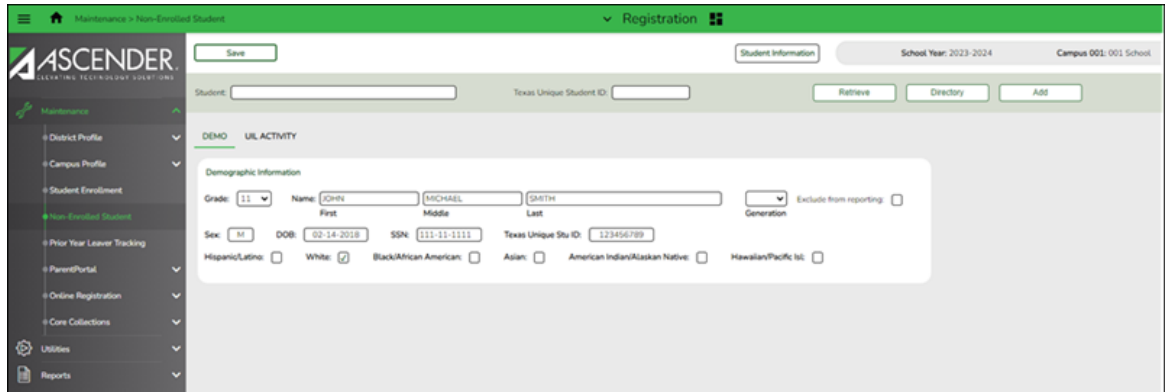 Maintenance > Non-Enrolled Student
Registration
ASCENDER
ELEVATING TECHNOLOGY SOLUTIONS
Save
Student Information
School Year: 2023-2024
Campus 001: 001 School
Student:
Texas Unique Student ID:
Retrieve
Directory
Add
Maintenance
District Profile
Campus Profile
Student Enrollment
Non-Enrolled Student
Prior Year Leaver Tracking
ParentPortal
Online Registration
Core Collections
Utilities
Reports
DEMO UIL ACTIVITY
Demographic Information
Grade: 11 Name: JOHN MICHAEL SMITH Exclude from reporting:
First Middle Last Generation
Sex: M DOB: 02-14-2018 SSN: 111-11-1111 Texas Unique Stu ID: 123456789
Hispanic/Latino: White: Black/African American: Asian: American Indian/Alaskan Native: Hawaiian/Pacific Isl: